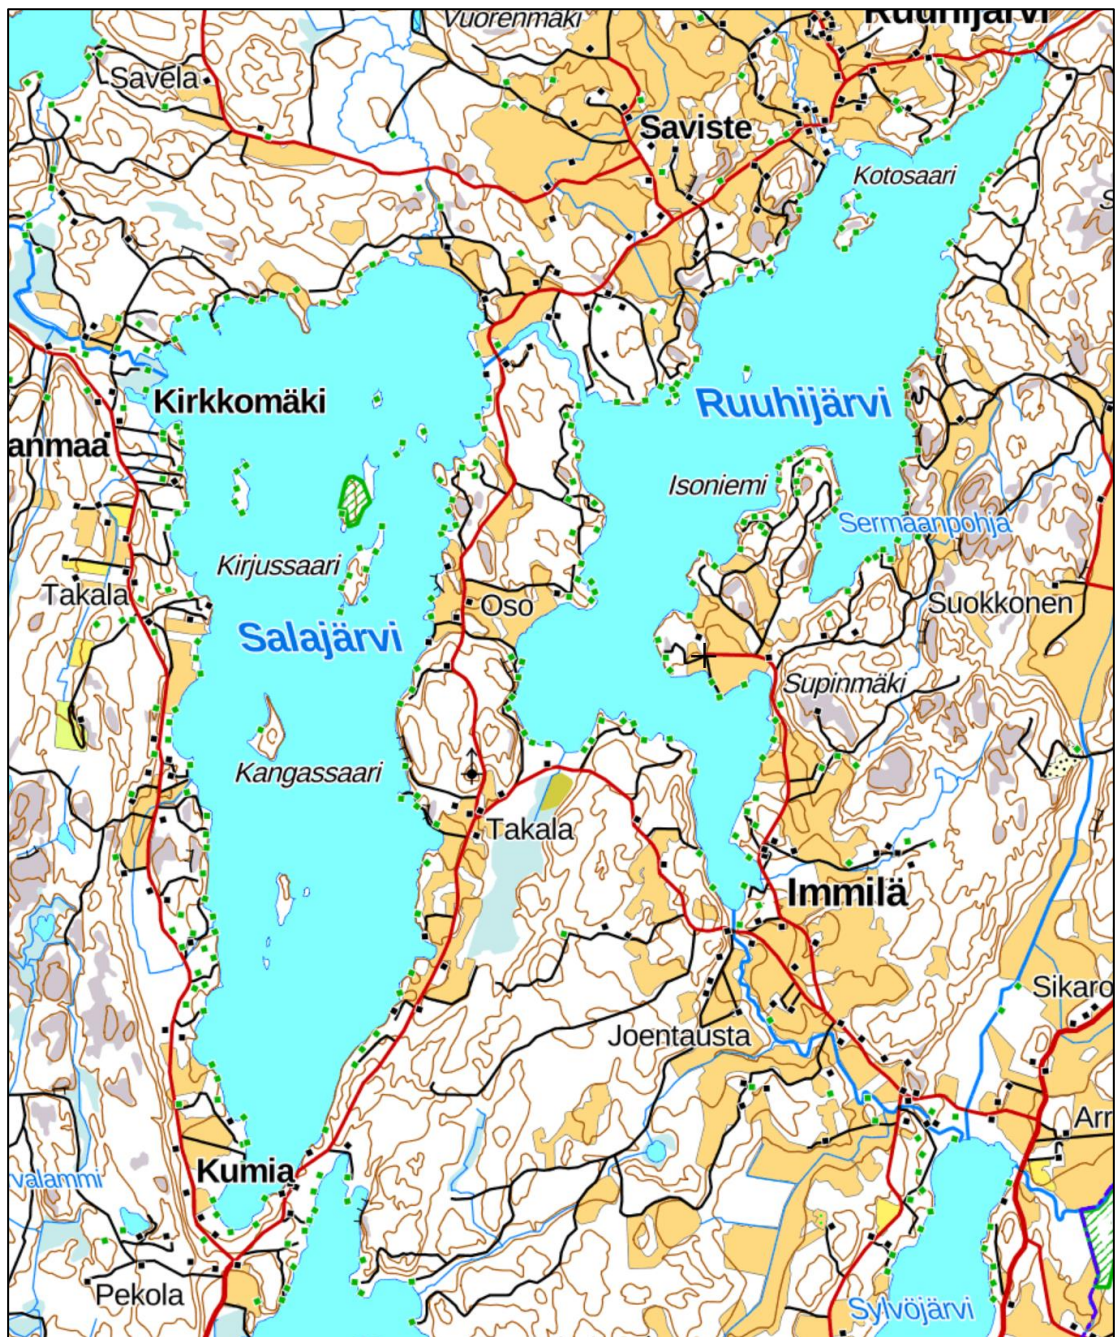 Vuorenmäki
Ruuhijärvi
Savela
Saviste
Kotosaari
Kirkkomäki
Ruuhijärvi
anmaa
Isoniemi
Sermaanpohja
Kirjussaari
Takala
Oso
Suokkonen
Salajärvi
Supinmäki
Kangassaari
Takala
Immilä
Sikaro
Joentausta
Arr
Kumia
valammi
Pekola
Sylvöjärvi